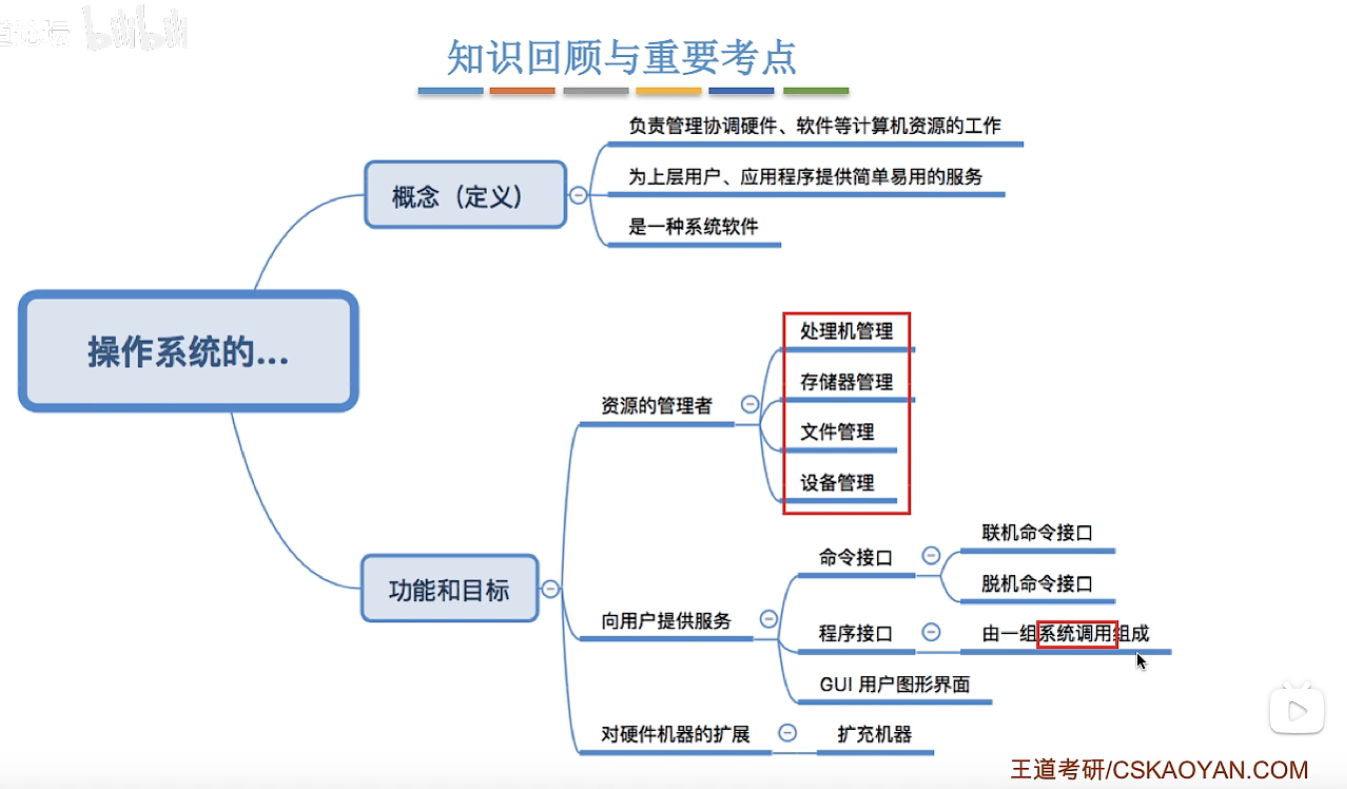 bilibili
知识回顾与重要考点
负责管理协调硬件、软件等计算机资源的工作
概念（定义）
为上层用户、应用程序提供简单易用的服务
是一种系统软件
操作系统的...
处理机管理
存储器管理
资源的管理者
文件管理
设备管理
联机命令接口
命令接口
脱机命令接口
功能和目标
向用户提供服务
程序接口
由一组系统调用组成
GUI 用户图形界面
对硬件机器的扩展
扩充机器
王道考研/CSKAOYAN.COM